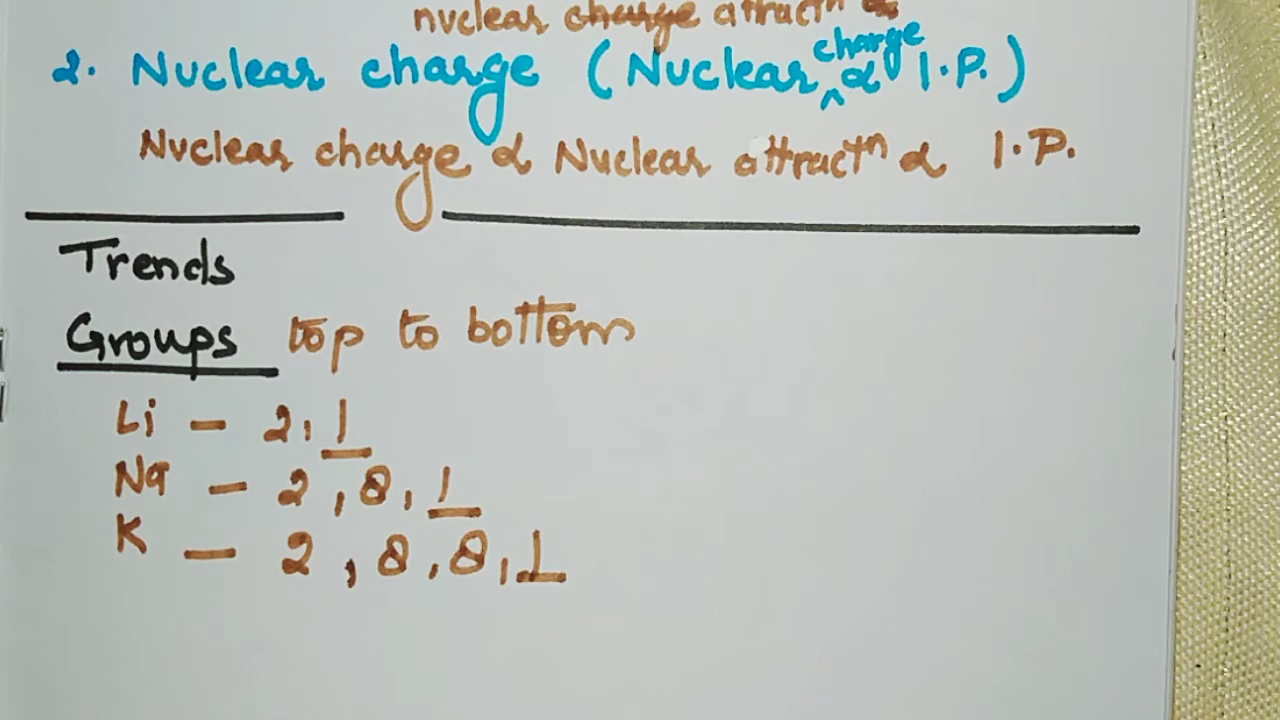 nuclear charge attractⁿ
2. Nuclear charge (Nuclear charge ∝ I.P.)
Nuclear charge ∝ Nuclear attractⁿ ∝ I.P.
Trends
Groups top to bottom
Li – 2, 1
Na – 2, 8, 1
K – 2, 8, 8, 1